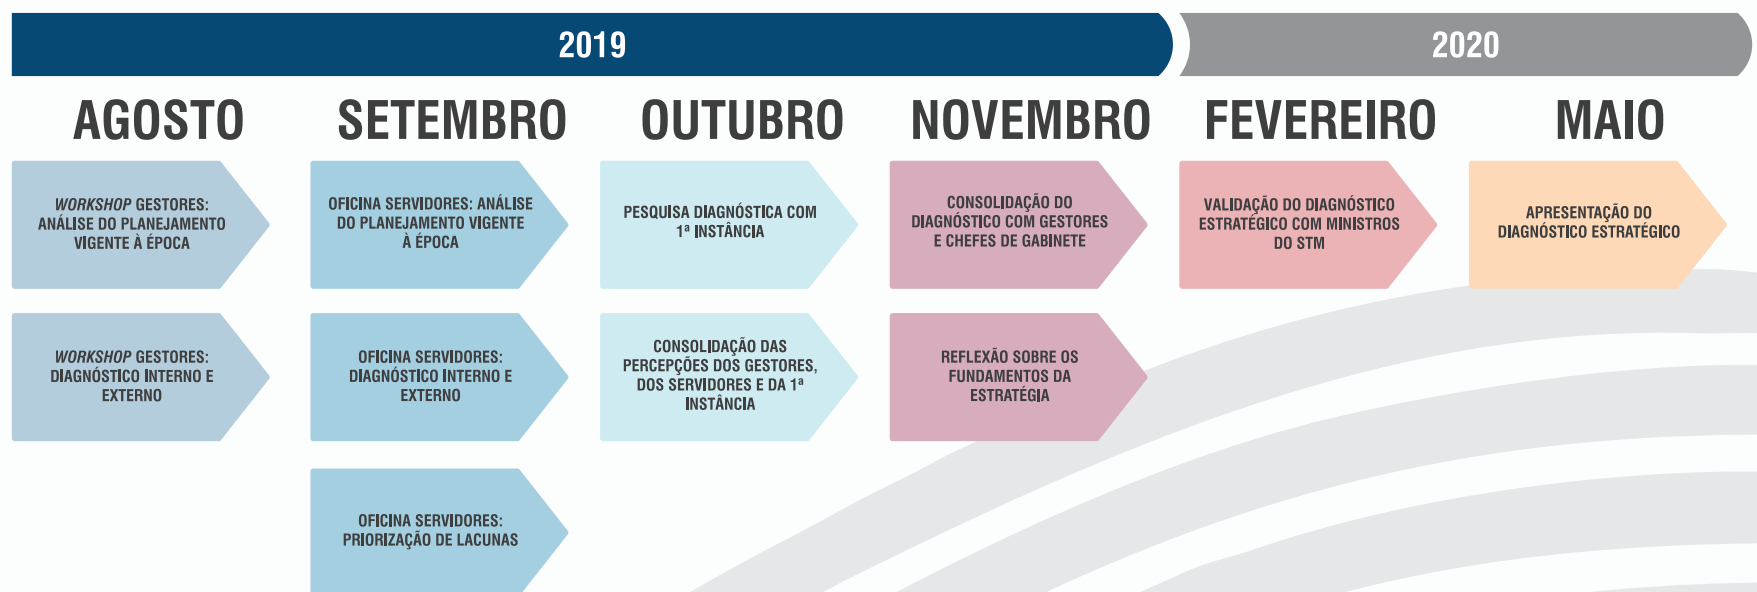 2019
2020
AGOSTO
SETEMBRO
OUTUBRO
NOVEMBRO
FEVEREIRO
MAIO
WORKSHOP GESTORES:
ANÁLISE DO PLANEJAMENTO
VIGENTE À ÉPOCA
OFICINA SERVIDORES: ANÁLISE
DO PLANEJAMENTO VIGENTE
À ÉPOCA
PESQUISA DIAGNÓSTICA COM
1ª INSTÂNCIA
CONSOLIDAÇÃO DO
DIAGNÓSTICO COM GESTORES
E CHEFES DE GABINETE
VALIDAÇÃO DO DIAGNÓSTICO
ESTRATÉGICO COM MINISTROS
DO STM
APRESENTAÇÃO DO
DIAGNÓSTICO ESTRATÉGICO
WORKSHOP GESTORES:
DIAGNÓSTICO INTERNO E
EXTERNO
OFICINA SERVIDORES:
DIAGNÓSTICO INTERNO E
EXTERNO
CONSOLIDAÇÃO DAS
PERCEPÇÕES DOS GESTORES,
DOS SERVIDORES E DA 1ª
INSTÂNCIA
REFLEXÃO SOBRE OS
FUNDAMENTOS DA
ESTRATÉGIA
OFICINA SERVIDORES:
PRIORIZAÇÃO DE LACUNAS